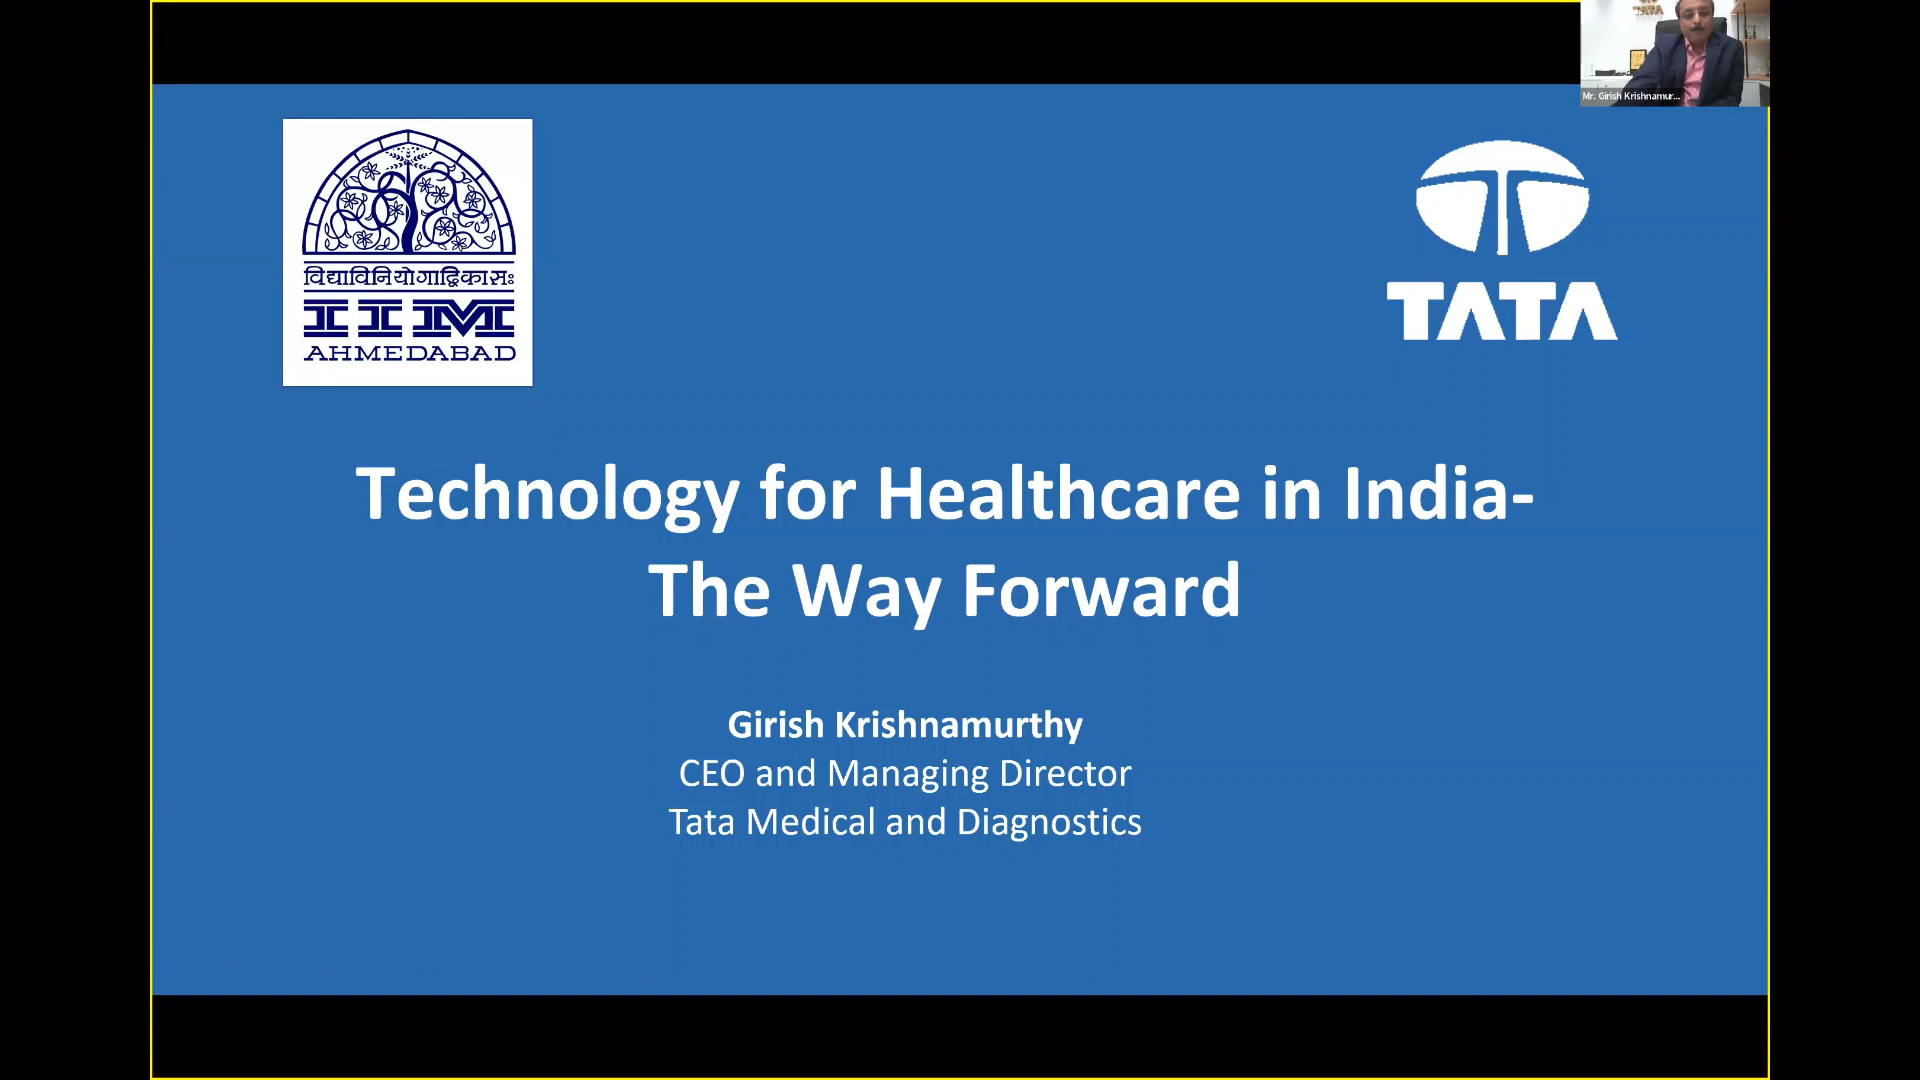 TATA
Mr. Girish Krishnamur...
विद्याविनियोगाद्विकासः
IIM
AHMEDABAD
TATA
Technology for Healthcare in India-
The Way Forward
Girish Krishnamurthy
CEO and Managing Director
Tata Medical and Diagnostics